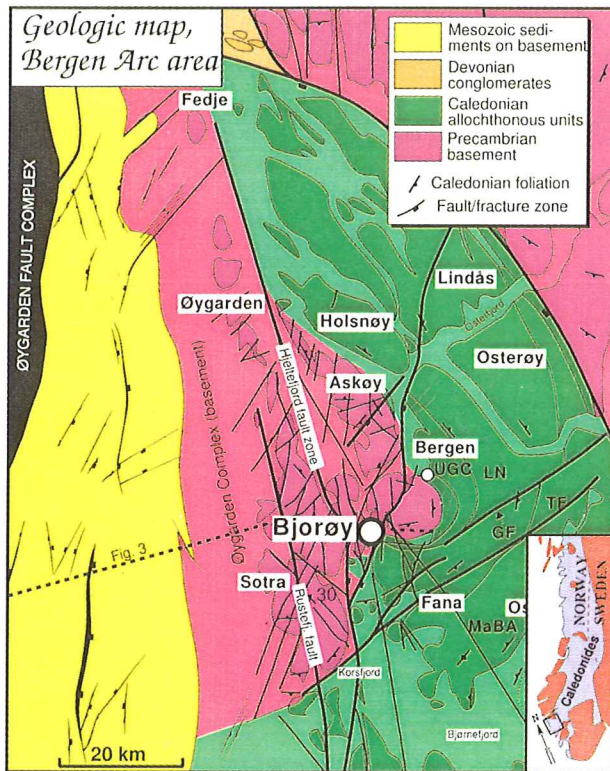 Geologic map,
Bergen Arc area
Mesozoic sedi-
ments on basement
Devonian
conglomerates
Caledonian
allochthonous units
Precambrian
basement
Caledonian foliation
Fault/fracture zone
Fedje
ØYGARDEN FAULT COMPLEX
Lindås
Øygarden
Holsnøy
Osterfjord
Osterøy
Askøy
Hjeltefjord fault zone
Øygarden Complex (basement)
Bergen
UGC
LN
TF
GF
Bjorøy
Fig. 3
Sotra
30
Rustefj. fault
Fana
Os
MaBA
Korsfjord
Bjørnefjord
20 km
NORWAY
SWEDEN
Caledonides
N